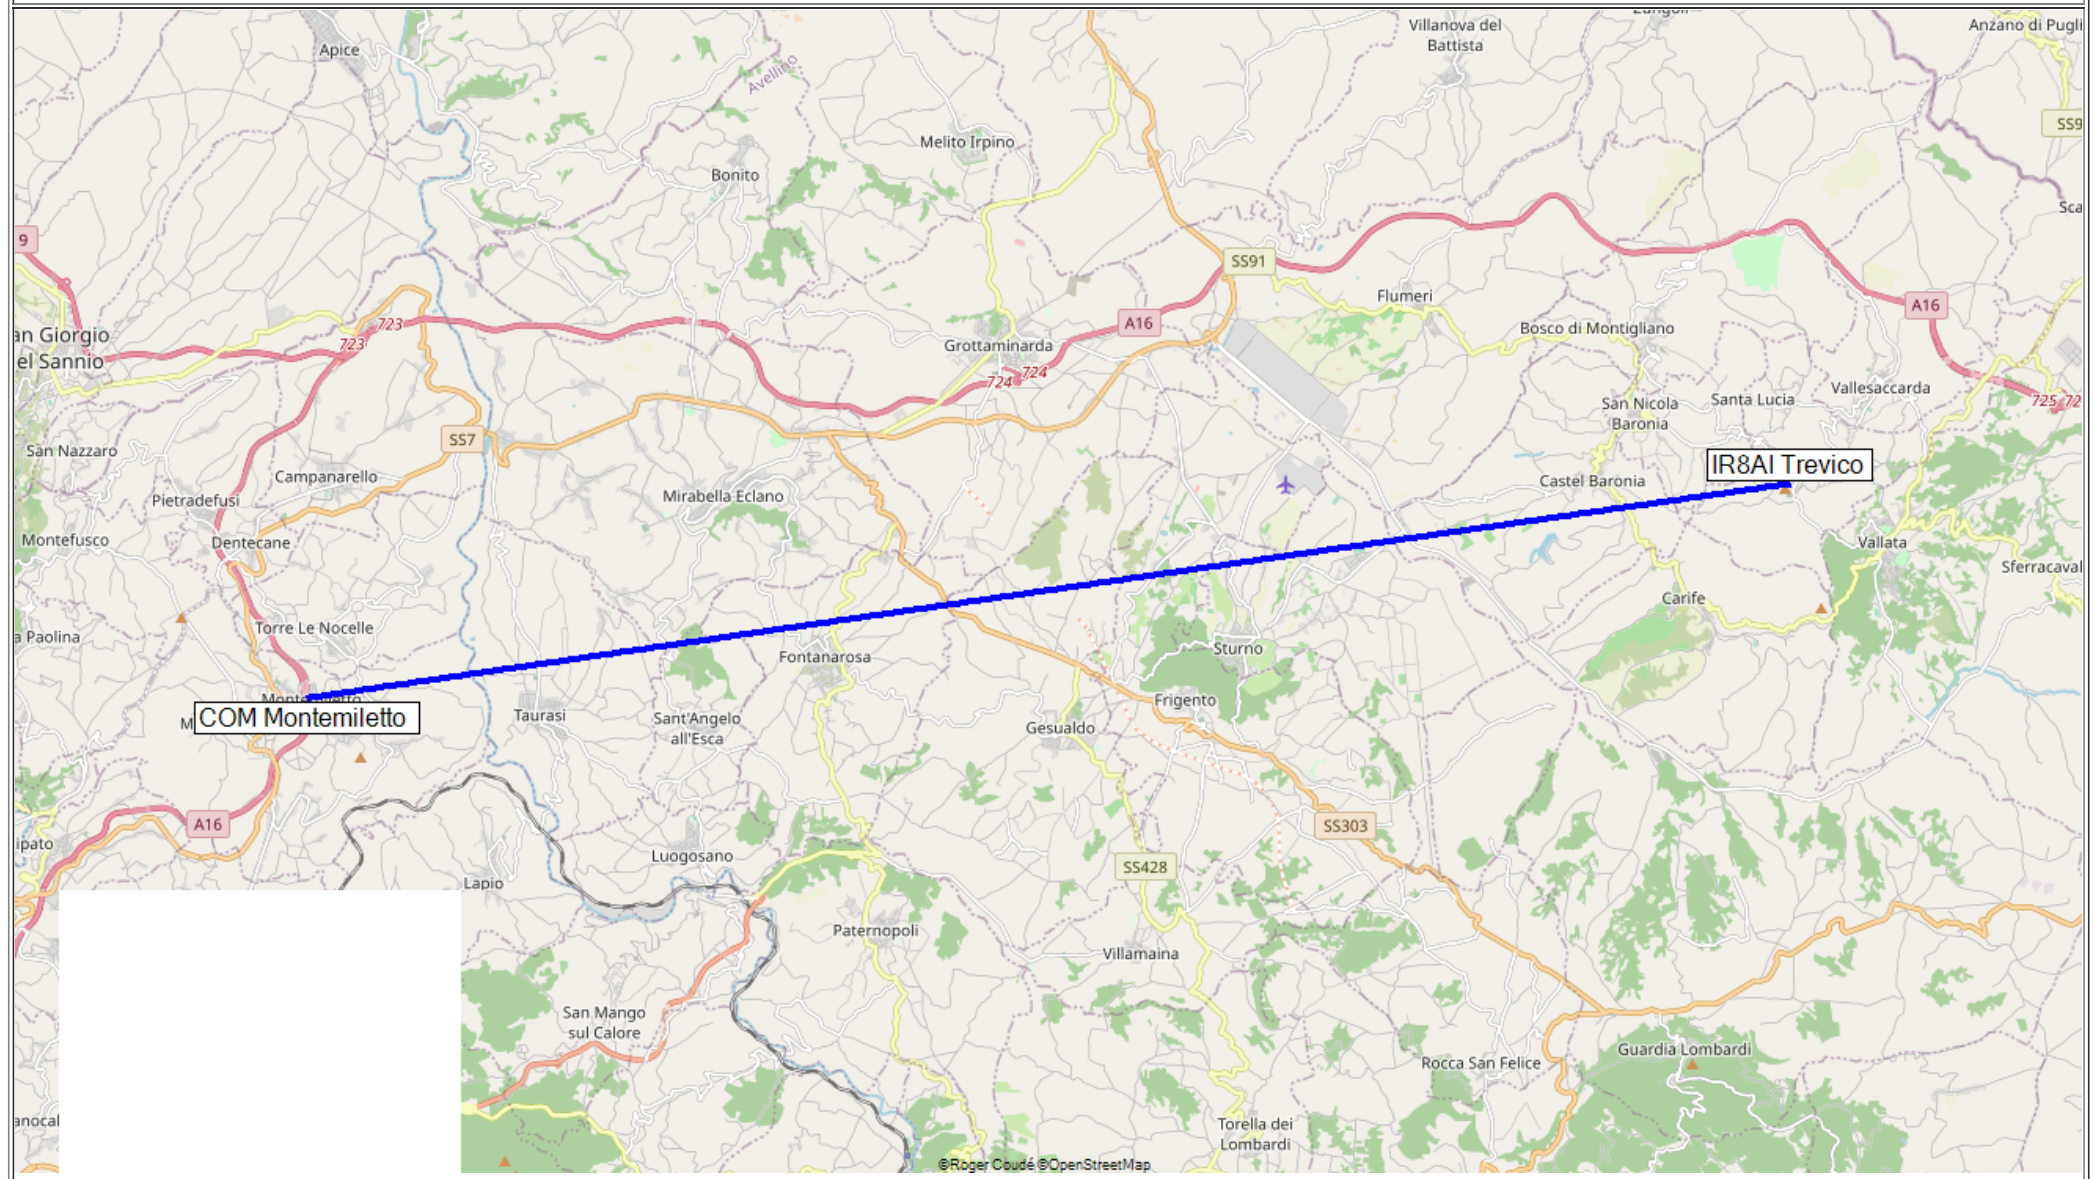 Villanova del
Battista
Anzano di Pugli
Apice
Avellino
SS9
Melito Irpino
Bonito
Sca
9
SS91
Flumeri
A16
A16
723
723
an Giorgio
el Sannio
Bosco di Montigliano
Grottaminarda
724
724
Vallesaccarda
Santa Lucia
725
72
San Nicola
Baronia
SS7
San Nazzaro
IR8AI Trevico
Campanarello
Castel Baronia
Pietradefusi
Mirabella Eclano
Montefusco
Dentecane
Vallata
Sferracaval
Carife
Torre Le Nocelle
a Paolina
Sturno
Fontanarosa
Frigento
COM Montemiletto
Taurasi
Sant'Angelo
all'Esca
Gesualdo
A16
SS303
ipato
Luogosano
SS428
Lapio
Paternopoli
Villamaina
San Mango
sul Calore
Guardia Lombardi
Rocca San Felice
anocal
Torella dei
Lombardi
©Roger Coudé ©OpenStreetMap